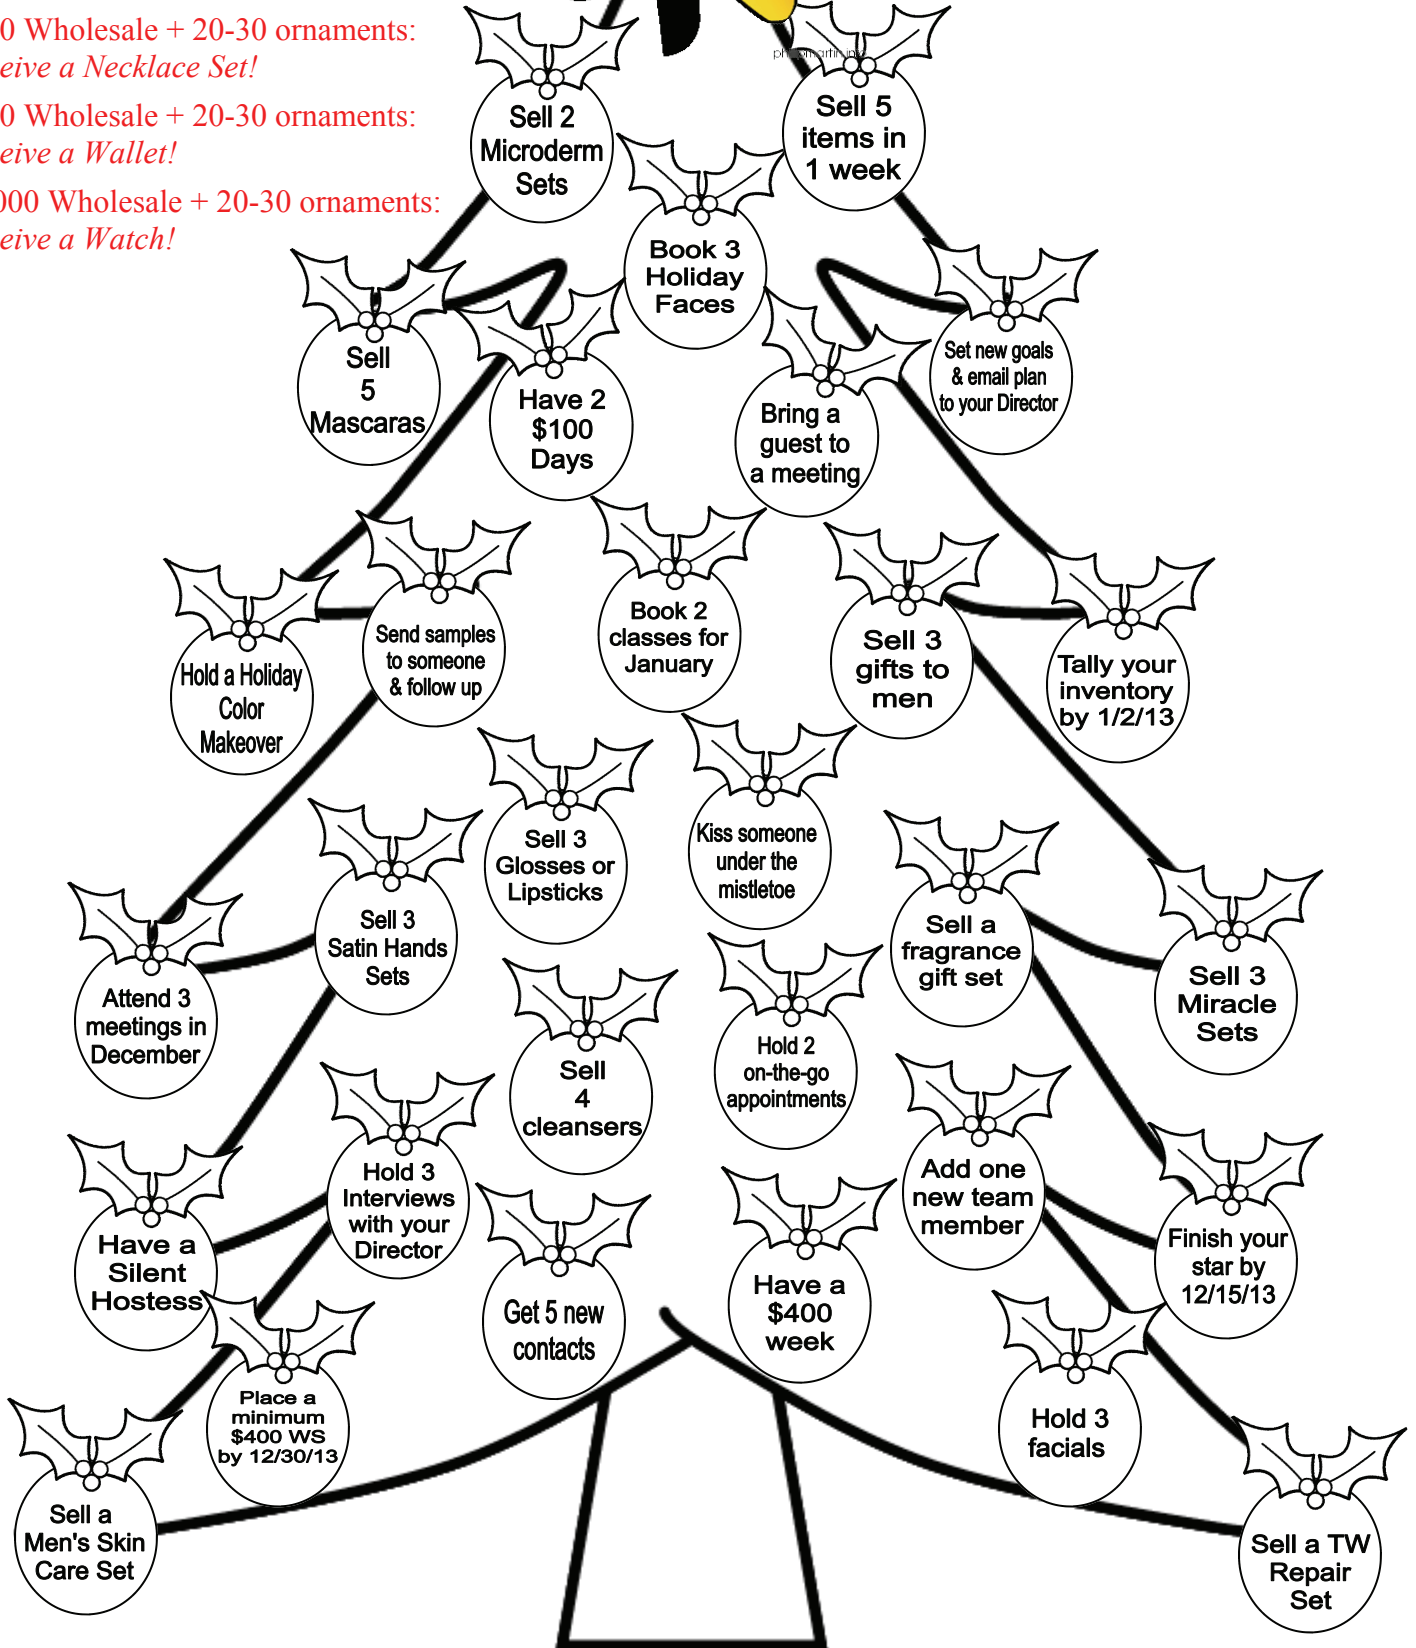 0 Wholesale + 20-30 ornaments:
eive a Necklace Set!
0 Wholesale + 20-30 ornaments:
eive a Wallet!
000 Wholesale + 20-30 ornaments:
eive a Watch!
Sell 2
Microderm
Sets
Sell 5
items in
1 week
Book 3
Holiday
Faces
Sell
5
Mascaras
Have 2
$100
Days
Bring a
guest to
a meeting
Set new goals
& email plan
to your Director
Hold a Holiday
Color
Makeover
Send samples
to someone
& follow up
Book 2
classes for
January
Sell 3
gifts to
men
Tally your
inventory
by 1/2/13
Sell 3
Glosses or
Lipsticks
Kiss someone
under the
mistletoe
Sell 3
Satin Hands
Sets
Sell a
fragrance
gift set
Attend 3
meetings in
December
Sell 3
Miracle
Sets
Sell
4
cleansers
Hold 2
on-the-go
appointments
Hold 3
Interviews
with your
Director
Add one
new team
member
Have a
Silent
Hostess
Get 5 new
contacts
Have a
$400
week
Finish your
star by
12/15/13
Place a
minimum
$400 WS
by 12/30/13
Hold 3
facials
Sell a
Men's Skin
Care Set
Sell a TW
Repair
Set